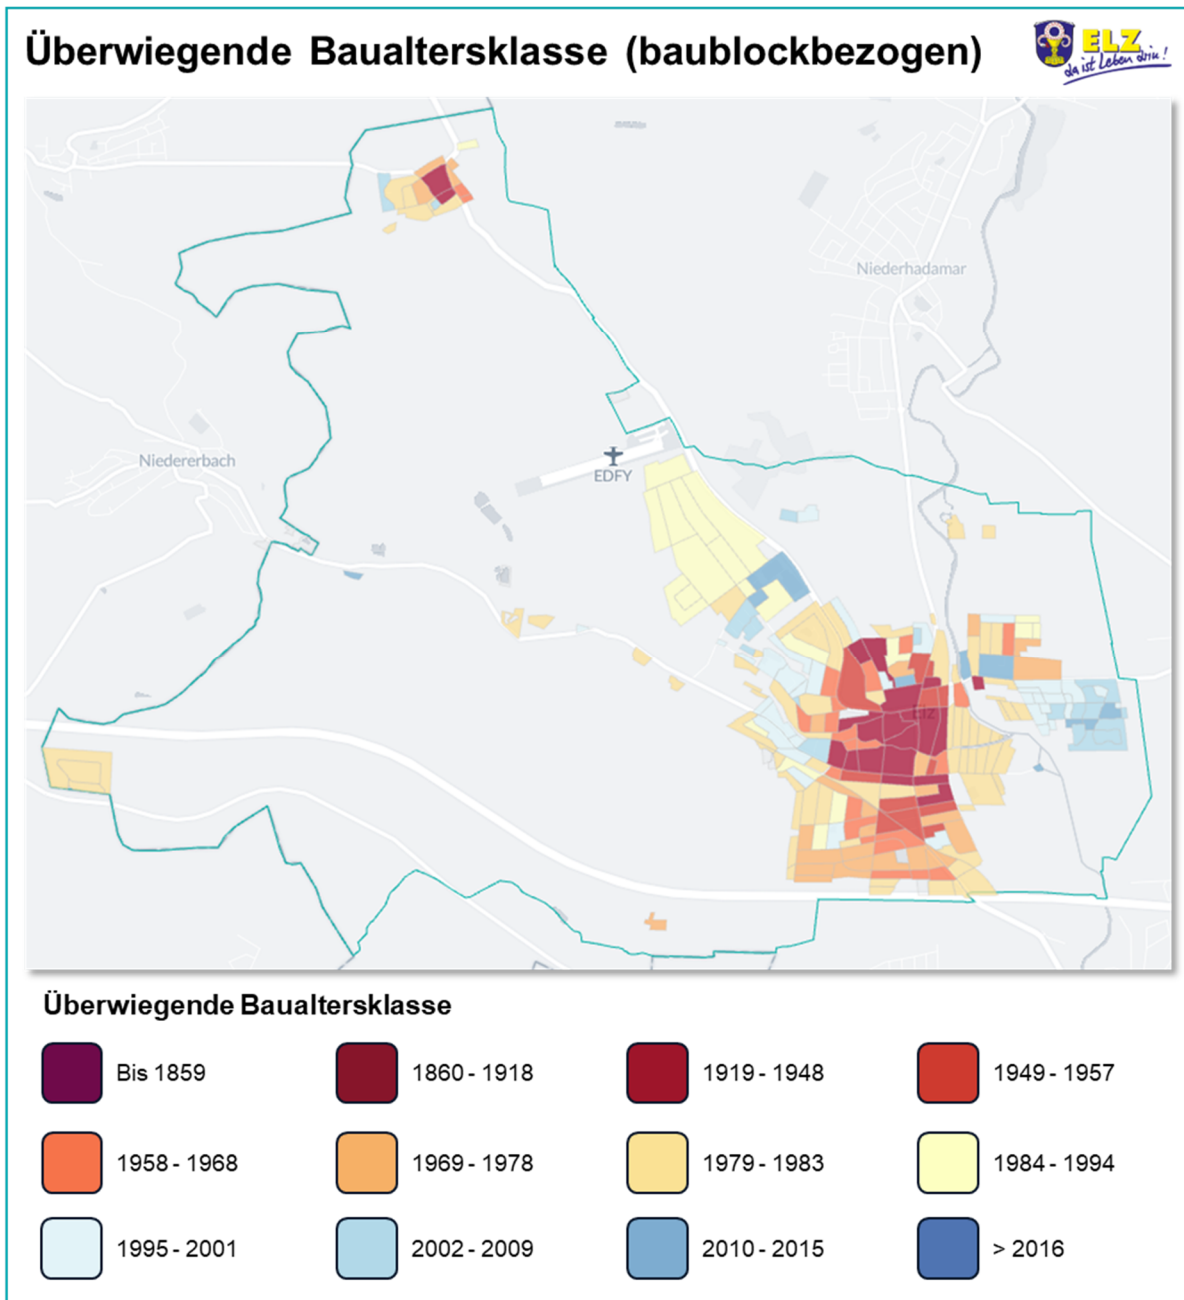 Überwiegende Baualtersklasse (baublockbezogen)
ELZ
da ist Leben drin!
Niederhadamar
Niedererbach
EDFY
Elz
Überwiegende Baualtersklasse
Bis 1859
1860 - 1918
1919 - 1948
1949 - 1957
1958 - 1968
1969 - 1978
1979 - 1983
1984 - 1994
1995 - 2001
2002 - 2009
2010 - 2015
> 2016